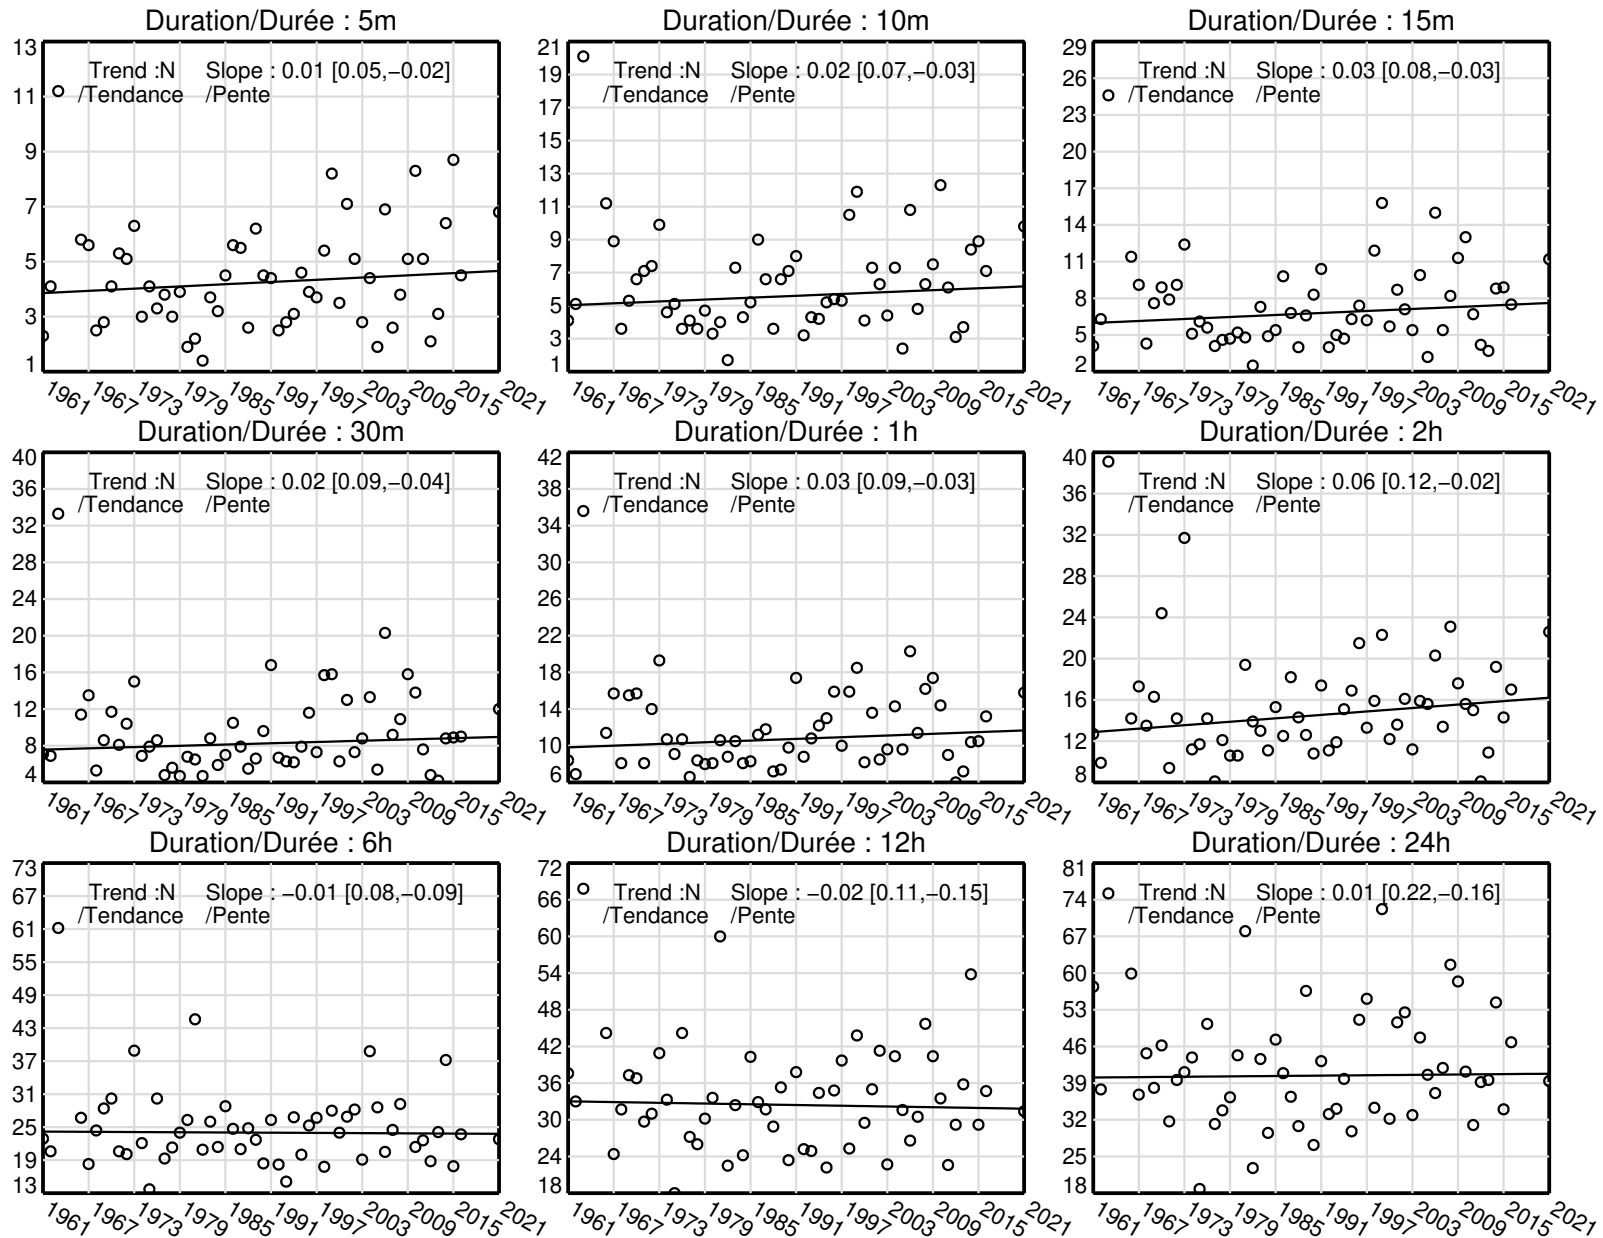 Duration/Durée : 5m
13
11
9
7
5
3
1
Trend :N Slope : 0.01 [0.05,−0.02]
/Tendance /Pente
1961 1967 1973 1979 1985 1991 1997 2003 2009 2015 2021
Duration/Durée : 10m
21
19
17
15
13
11
9
7
5
3
1
Trend :N Slope : 0.02 [0.07,−0.03]
/Tendance /Pente
1961 1967 1973 1979 1985 1991 1997 2003 2009 2015 2021
Duration/Durée : 15m
29
26
23
20
17
14
11
8
5
2
Trend :N Slope : 0.03 [0.08,−0.03]
/Tendance /Pente
1961 1967 1973 1979 1985 1991 1997 2003 2009 2015 2021
Duration/Durée : 30m
40
36
32
28
24
20
16
12
8
4
Trend :N Slope : 0.02 [0.09,−0.04]
/Tendance /Pente
1961 1967 1973 1979 1985 1991 1997 2003 2009 2015 2021
Duration/Durée : 1h
42
38
34
30
26
22
18
14
10
6
Trend :N Slope : 0.03 [0.09,−0.03]
/Tendance /Pente
1961 1967 1973 1979 1985 1991 1997 2003 2009 2015 2021
Duration/Durée : 2h
40
36
32
28
24
20
16
12
8
Trend :N Slope : 0.06 [0.12,−0.02]
/Tendance /Pente
1961 1967 1973 1979 1985 1991 1997 2003 2009 2015 2021
Duration/Durée : 6h
73
67
61
55
49
43
37
31
25
19
13
Trend :N Slope : −0.01 [0.08,−0.09]
/Tendance /Pente
1961 1967 1973 1979 1985 1991 1997 2003 2009 2015 2021
Duration/Durée : 12h
72
66
60
54
48
42
36
30
24
18
Trend :N Slope : −0.02 [0.11,−0.15]
/Tendance /Pente
1961 1967 1973 1979 1985 1991 1997 2003 2009 2015 2021
Duration/Durée : 24h
81
74
67
60
53
46
39
32
25
18
Trend :N Slope : 0.01 [0.22,−0.16]
/Tendance /Pente
1961 1967 1973 1979 1985 1991 1997 2003 2009 2015 2021